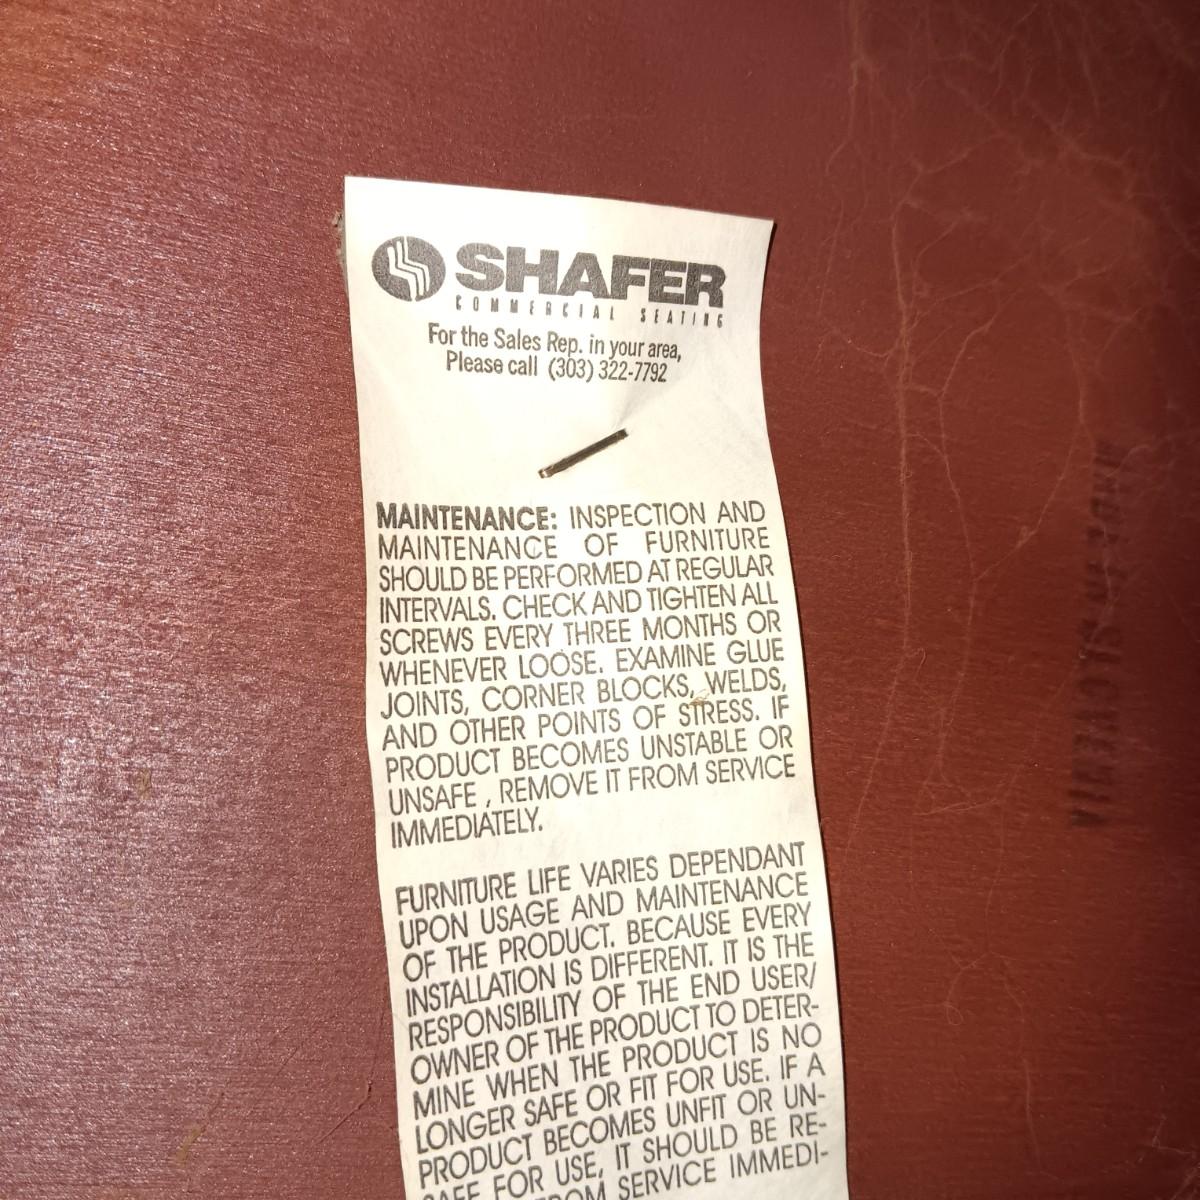 SHAFER
COMMERCIAL SEATING
For the Sales Rep. in your area,
Please call (303) 322-7792
MAINTENANCE: INSPECTION AND
MAINTENANCE OF FURNITURE
SHOULD BE PERFORMED AT REGULAR
INTERVALS. CHECK AND TIGHTEN ALL
SCREWS EVERY THREE MONTHS OR
WHENEVER LOOSE. EXAMINE GLUE
JOINTS, CORNER BLOCKS, WELDS,
AND OTHER POINTS OF STRESS. IF
PRODUCT BECOMES UNSTABLE OR
UNSAFE , REMOVE IT FROM SERVICE
IMMEDIATELY.
FURNITURE LIFE VARIES DEPENDANT
UPON USAGE AND MAINTENANCE
OF THE PRODUCT. BECAUSE EVERY
INSTALLATION IS DIFFERENT. IT IS THE
RESPONSIBILITY OF THE END USER/
OWNER OF THE PRODUCT TO DETER-
MINE WHEN THE PRODUCT IS NO
LONGER SAFE OR FIT FOR USE. IF A
PRODUCT BECOMES UNFIT OR UN-
SAFE FOR USE, IT SHOULD BE RE-
FROM SERVICE IMMEDI-
MADE IN SLOVENIA